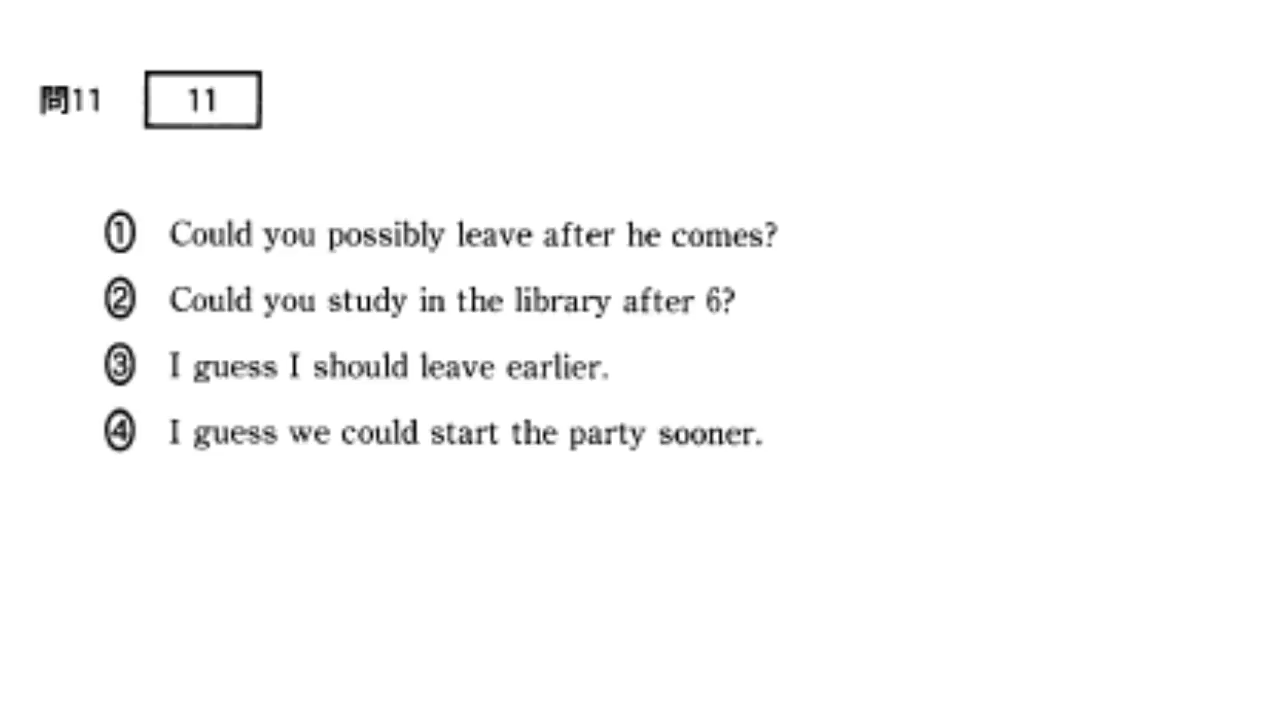 問11 11
① Could you possibly leave after he comes?
② Could you study in the library after 6?
③ I guess I should leave earlier.
④ I guess we could start the party sooner.